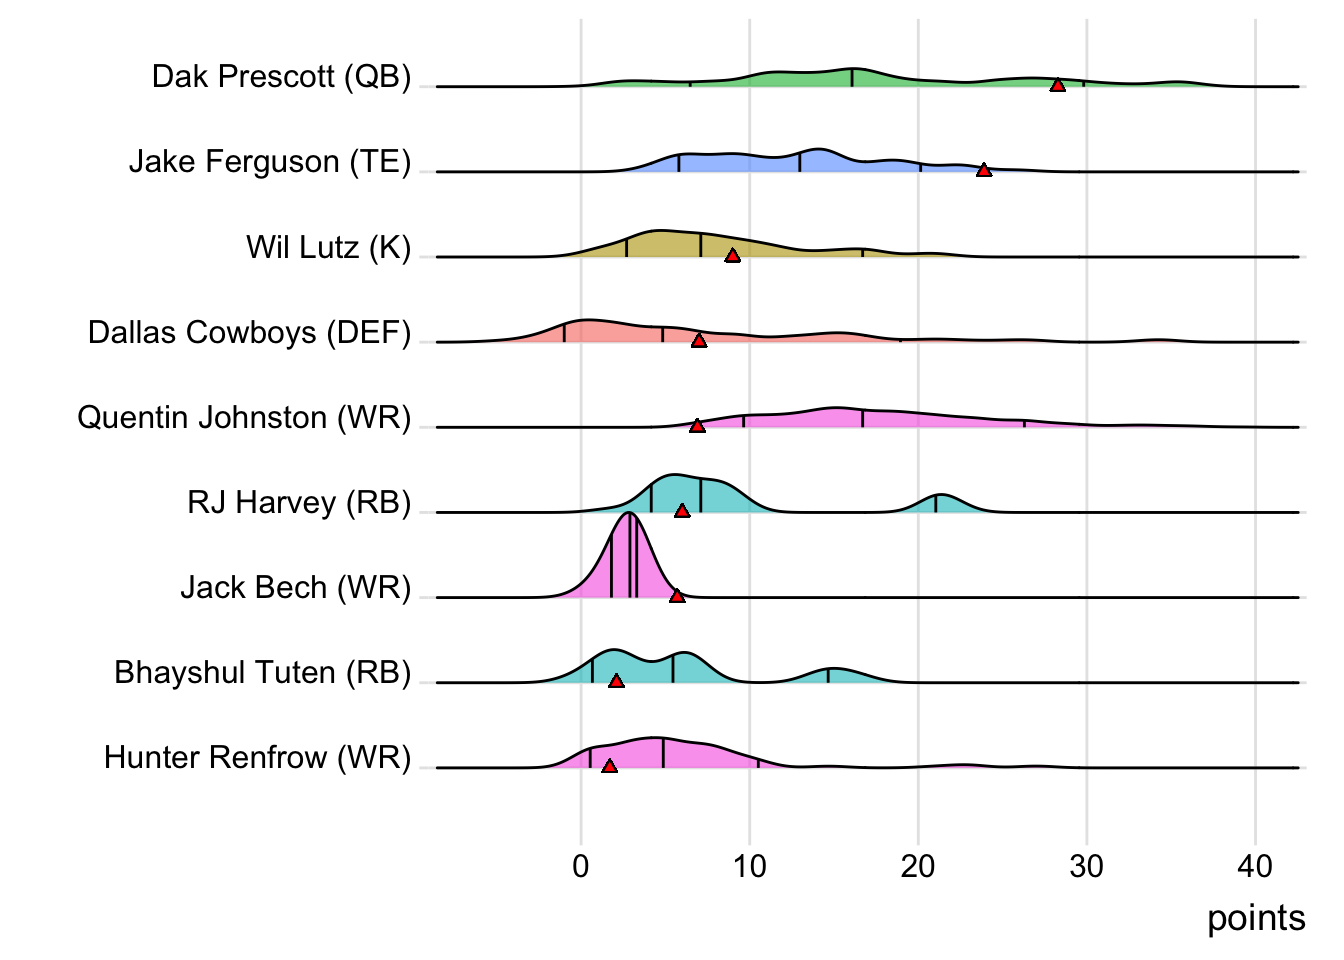 Dak Prescott (QB)
Jake Ferguson (TE)
Wil Lutz (K)
Dallas Cowboys (DEF)
Quentin Johnston (WR)
RJ Harvey (RB)
Jack Bech (WR)
Bhayshul Tuten (RB)
Hunter Renfrow (WR)
0 10 20 30 40
points